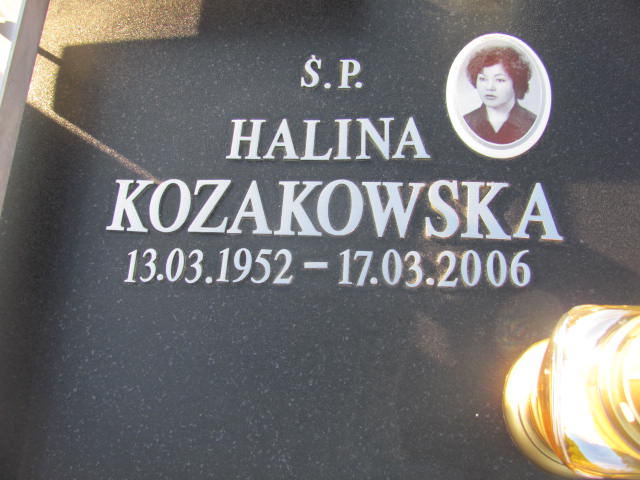 Ś.P.
HALINA
KOZAKOWSKA
13.03.1952 – 17.03.2006